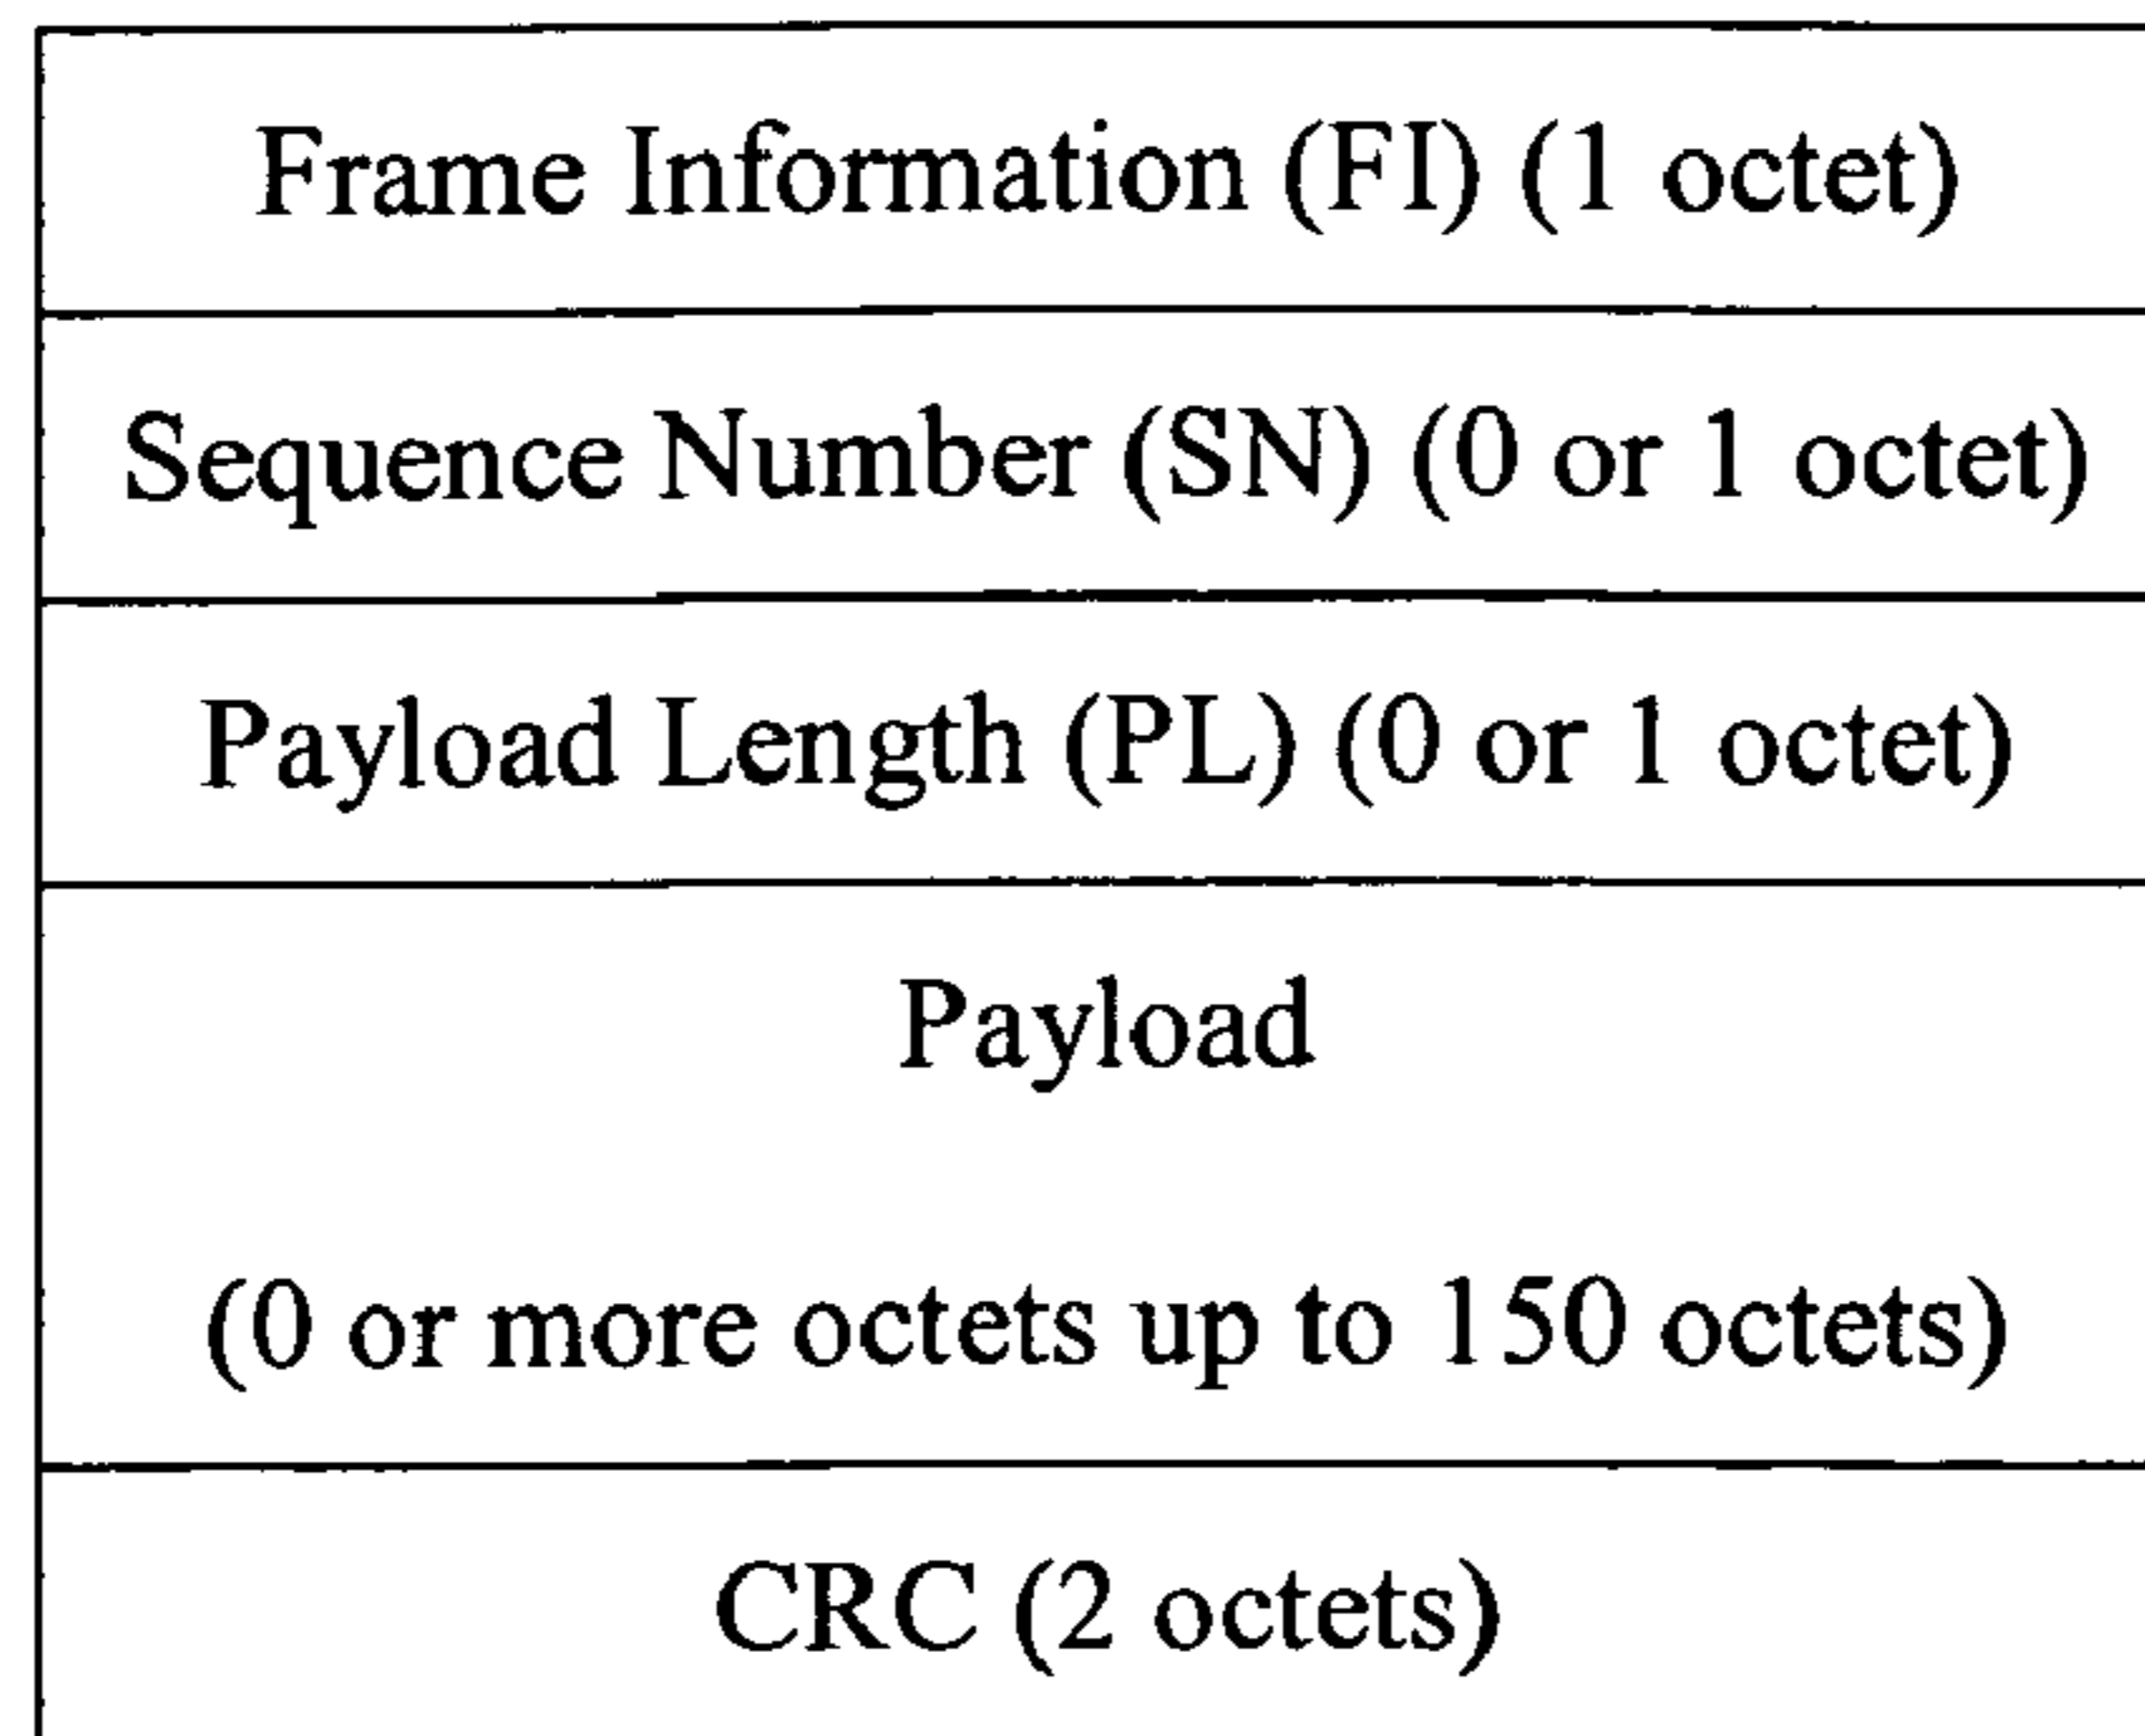 Frame Information (FI) (1 octet)
Sequence Number (SN) (0 or 1 octet)
Payload Length (PL) (0 or 1 octet)
Payload
(0 or more octets up to 150 octets)
CRC (2 octets)